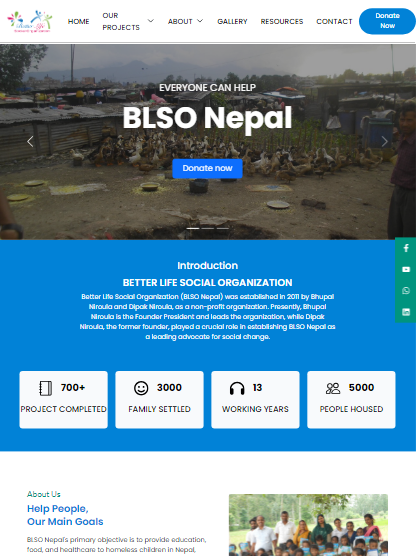 Better Life
HOME
OUR PROJECTS
ABOUT
GALLERY
RESOURCES
CONTACT
Donate Now
EVERYONE CAN HELP
BLSO Nepal
Donate now
Introduction
BETTER LIFE SOCIAL ORGANIZATION
Better Life Social Organization (BLSO Nepal) was established in 2011 by Bhupal
Niroula and Dipak Niroula, as a non-profit organization. Presently, Bhupal
Niroula is the Founder President and leads the organization, while Dipak
Niroula, the former founder, played a crucial role in establishing BLSO Nepal as
a leading advocate for social change.
700+
PROJECT COMPLETED
3000
FAMILY SETTLED
13
WORKING YEARS
5000
PEOPLE HOUSED
About Us
Help People,
Our Main Goals
BLSO Nepal's primary objective is to provide education,
food, and healthcare to homeless children in Nepal,